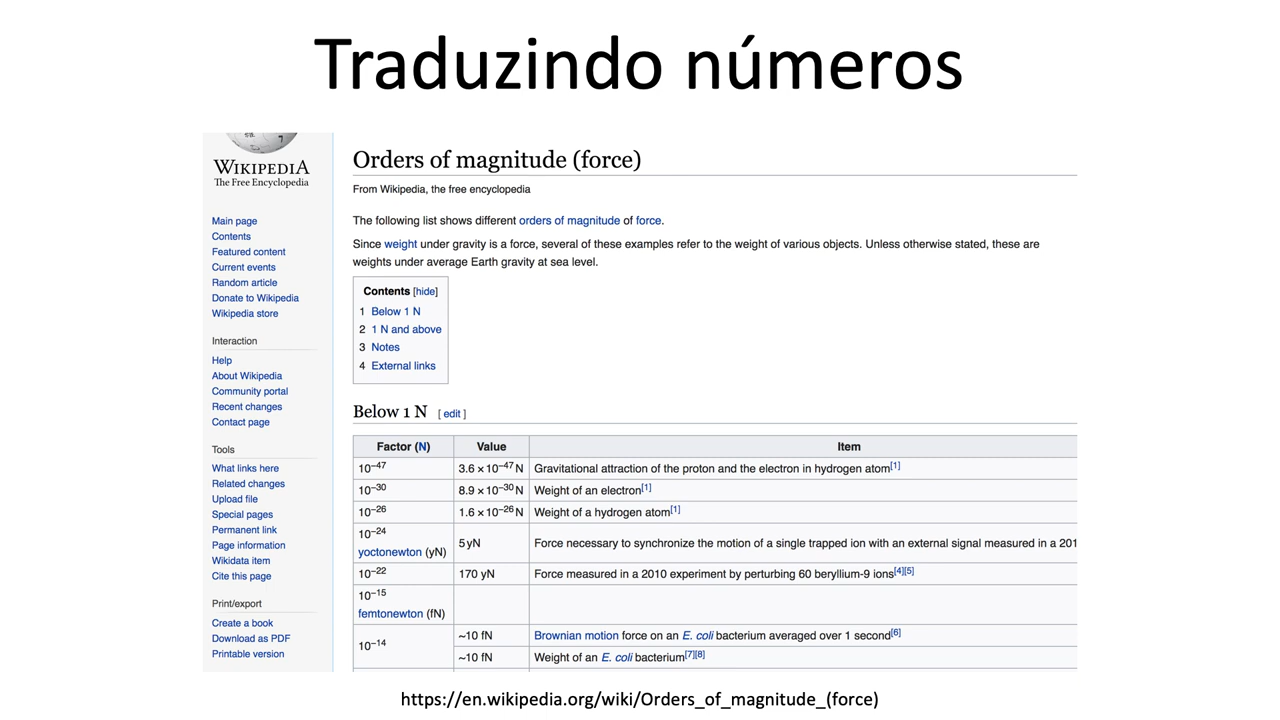 Traduzindo números
WIKIPEDIA
The Free Encyclopedia
Main page
Contents
Featured content
Current events
Random article
Donate to Wikipedia
Wikipedia store
Interaction
Help
About Wikipedia
Community portal
Recent changes
Contact page
Tools
What links here
Related changes
Upload file
Special pages
Permanent link
Page information
Wikidata item
Cite this page
Print/export
Create a book
Download as PDF
Printable version
Orders of magnitude (force)
From Wikipedia, the free encyclopedia
The following list shows different orders of magnitude of force.
Since weight under gravity is a force, several of these examples refer to the weight of various objects. Unless otherwise stated, these are
weights under average Earth gravity at sea level.
Contents [hide]
1 Below 1 N
2 1 N and above
3 Notes
4 External links
Below 1 N [ edit ]
Factor (N) Value Item
10⁻⁴⁷ 3.6 × 10⁻⁴⁷ N Gravitational attraction of the proton and the electron in hydrogen atom[1]
10⁻³⁰ 8.9 × 10⁻³⁰ N Weight of an electron[1]
10⁻²⁶ 1.6 × 10⁻²⁶ N Weight of a hydrogen atom[1]
10⁻²⁴
yoctonewton (yN) 5 yN Force necessary to synchronize the motion of a single trapped ion with an external signal measured in a 201
10⁻²² 170 yN Force measured in a 2010 experiment by perturbing 60 beryllium-9 ions[4][5]
10⁻¹⁵
femtonewton (fN)
10⁻¹⁴ ~10 fN Brownian motion force on an E. coli bacterium averaged over 1 second[6]
~10 fN Weight of an E. coli bacterium[7][8]
https://en.wikipedia.org/wiki/Orders_of_magnitude_(force)